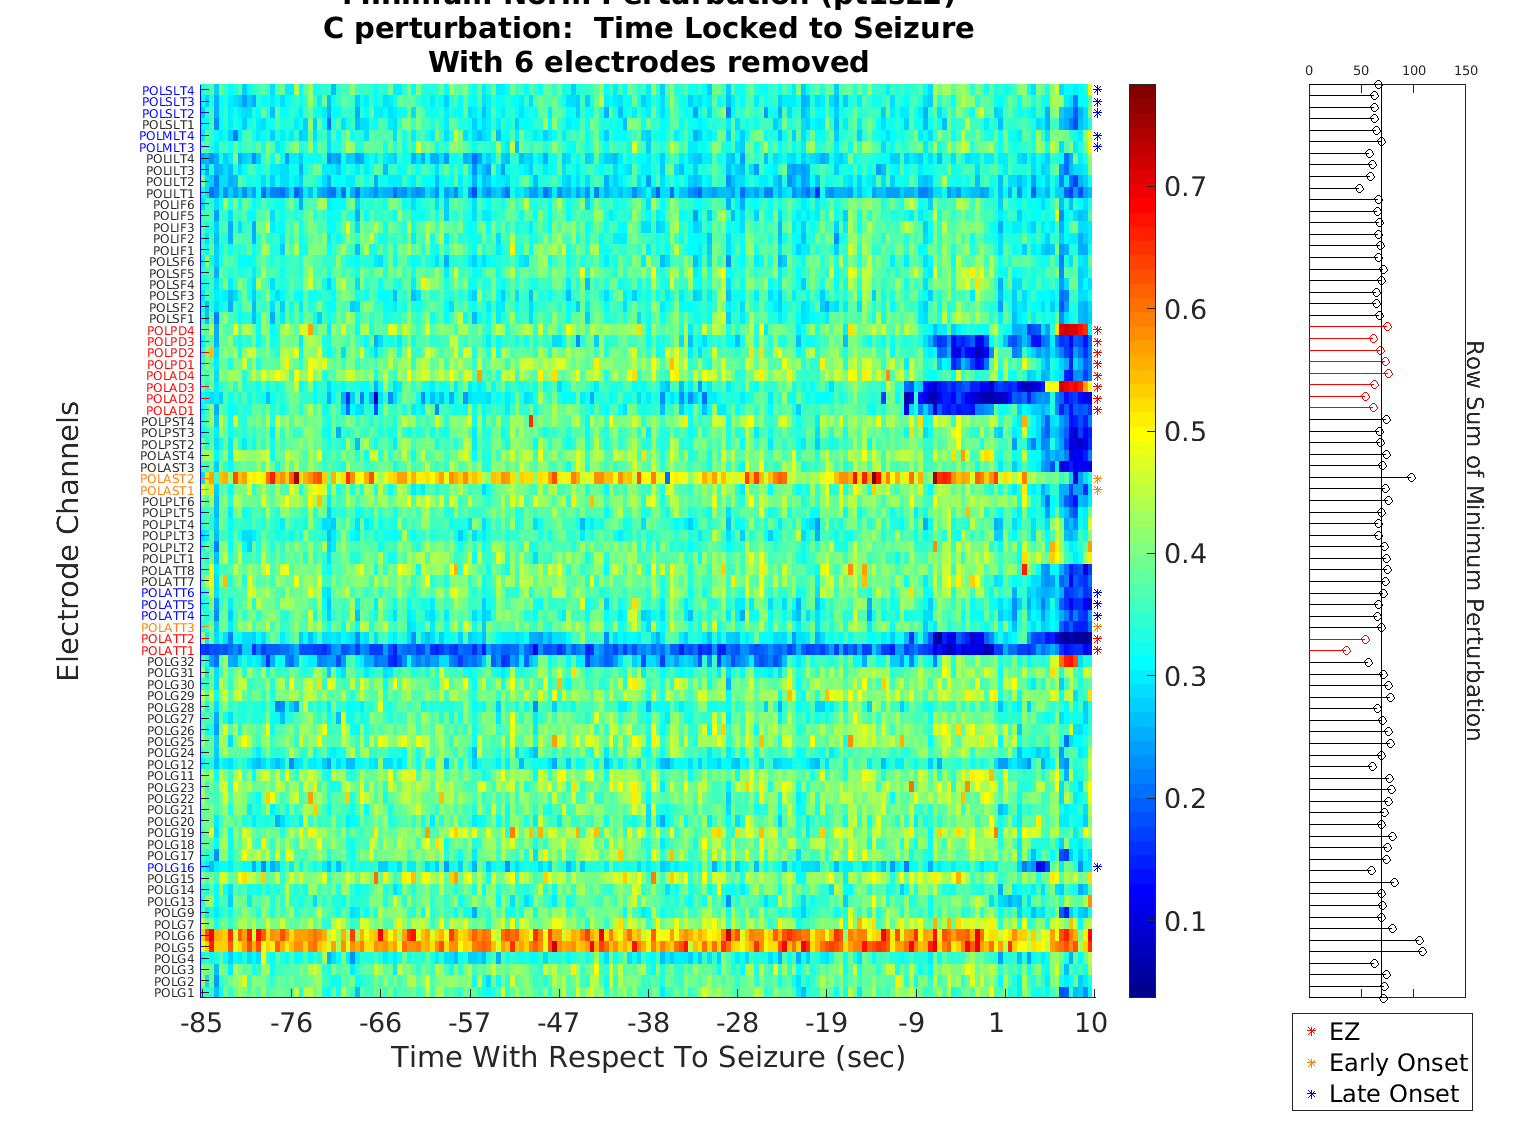 Minimum Norm Perturbation (pt1sz2)
C perturbation: Time Locked to Seizure
With 6 electrodes removed
Electrode Channels
POLSLT4
POLSLT3
POLSLT2
POLSLT1
POLMLT4
POLMLT3
POLILT4
POLILT3
POLILT2
POLILT1
POLIF6
POLIF5
POLIF3
POLIF2
POLIF1
POLSF6
POLSF5
POLSF4
POLSF3
POLSF2
POLSF1
POLPD4
POLPD3
POLPD2
POLPD1
POLAD4
POLAD3
POLAD2
POLAD1
POLPST4
POLPST3
POLPST2
POLAST4
POLAST3
POLAST2
POLAST1
POLPLT6
POLPLT5
POLPLT4
POLPLT3
POLPLT2
POLPLT1
POLATT8
POLATT7
POLATT6
POLATT5
POLATT4
POLATT3
POLATT2
POLATT1
POLG32
POLG31
POLG30
POLG29
POLG28
POLG27
POLG26
POLG25
POLG24
POLG12
POLG11
POLG23
POLG22
POLG21
POLG20
POLG19
POLG18
POLG17
POLG16
POLG15
POLG14
POLG13
POLG9
POLG7
POLG6
POLG5
POLG4
POLG3
POLG2
POLG1
-85 -76 -66 -57 -47 -38 -28 -19 -9 1 10
Time With Respect To Seizure (sec)
0.7
0.6
0.5
0.4
0.3
0.2
0.1
0 50 100 150
Row Sum of Minimum Perturbation
EZ
Early Onset
Late Onset